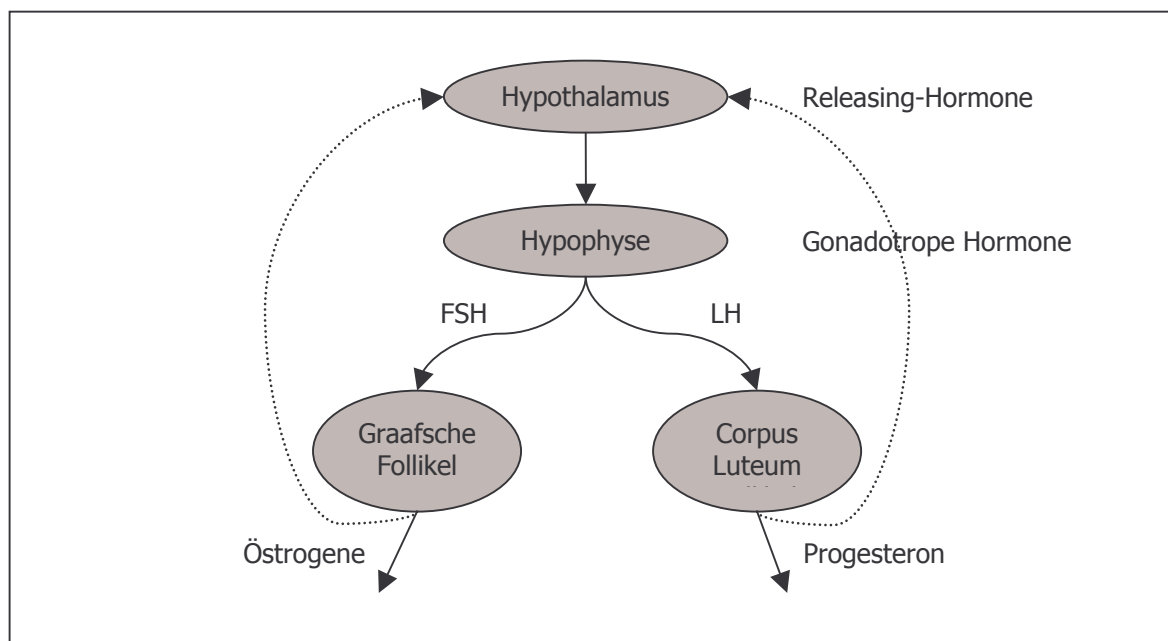 Hypothalamus
Releasing-Hormone
Hypophyse
Gonadotrope Hormone
FSH
LH
Graafsche
Follikel
Corpus
Luteum
Östrogene
Progesteron